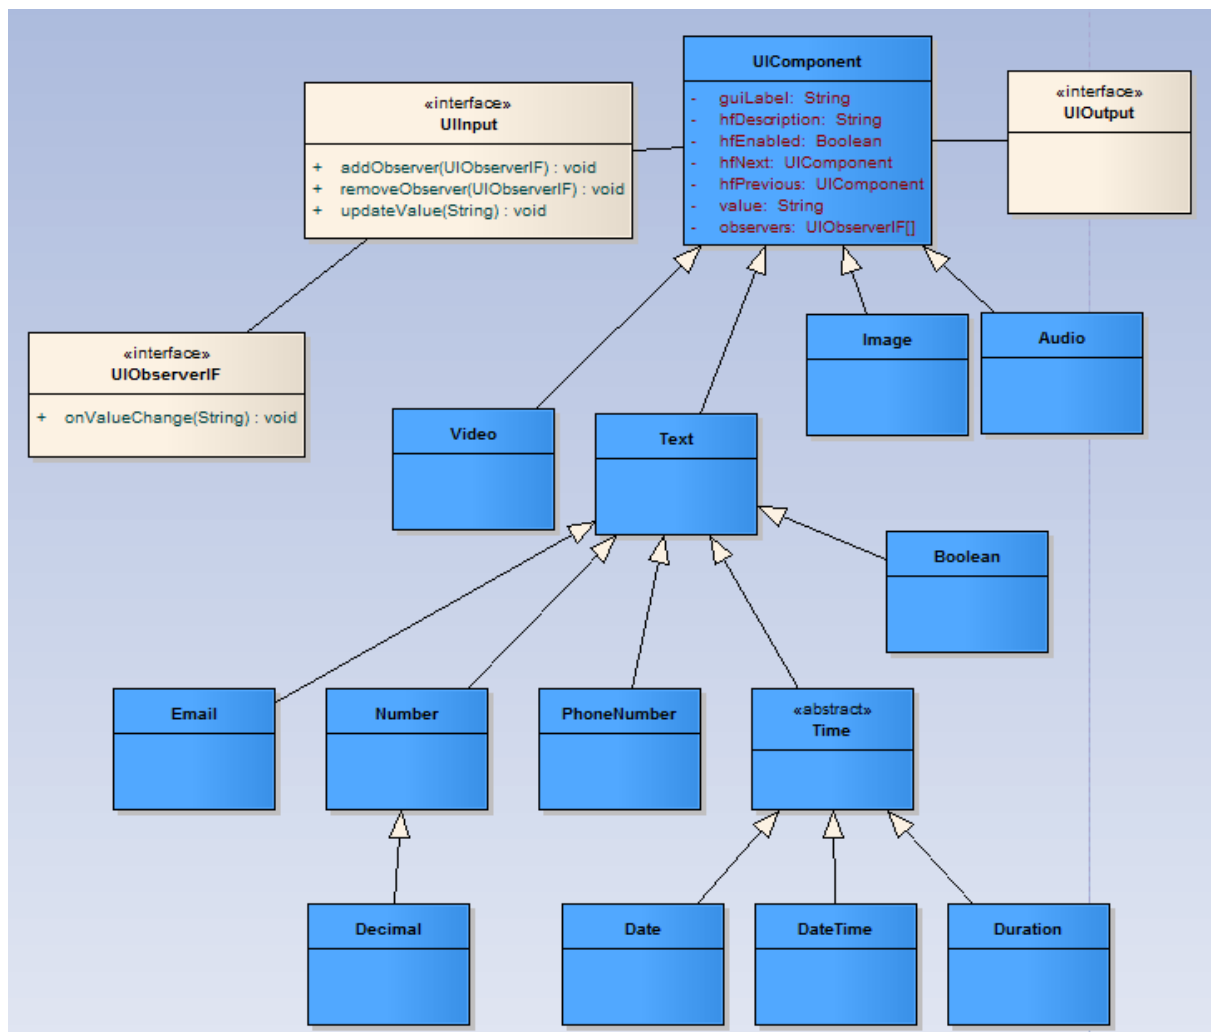 UIComponent
- guiLabel: String
- hfDescription: String
- hfEnabled: Boolean
- hfNext: UIComponent
- hfPrevious: UIComponent
- value: String
- observers: UIObserverIF[]
«interface»
UIInput
+ addObserver(UIObserverIF) : void
+ removeObserver(UIObserverIF) : void
+ updateValue(String) : void
«interface»
UIOutput
«interface»
UIObserverIF
+ onValueChange(String) : void
Image
Audio
Video
Text
Boolean
Email
Number
PhoneNumber
«abstract»
Time
Decimal
Date
DateTime
Duration